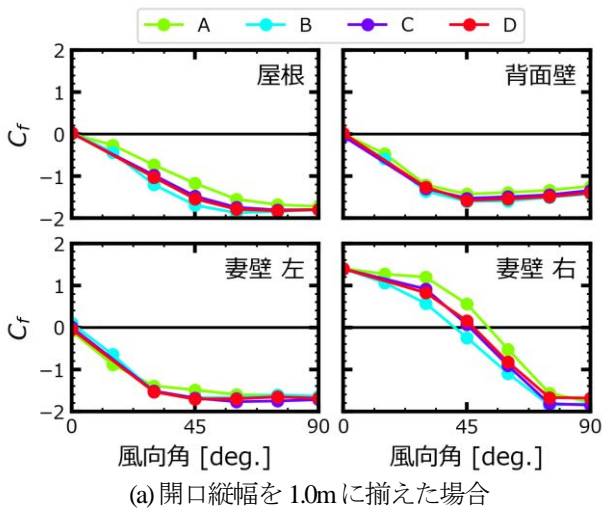 A B C D
屋根
背面壁
C_f
2
1
0
−1
−2
妻壁 左
妻壁 右
C_f
2
1
0
−1
−2
0 45 90
0 45 90
風向角 [deg.]
風向角 [deg.]
(a) 開口縦幅を 1.0m に揃えた場合